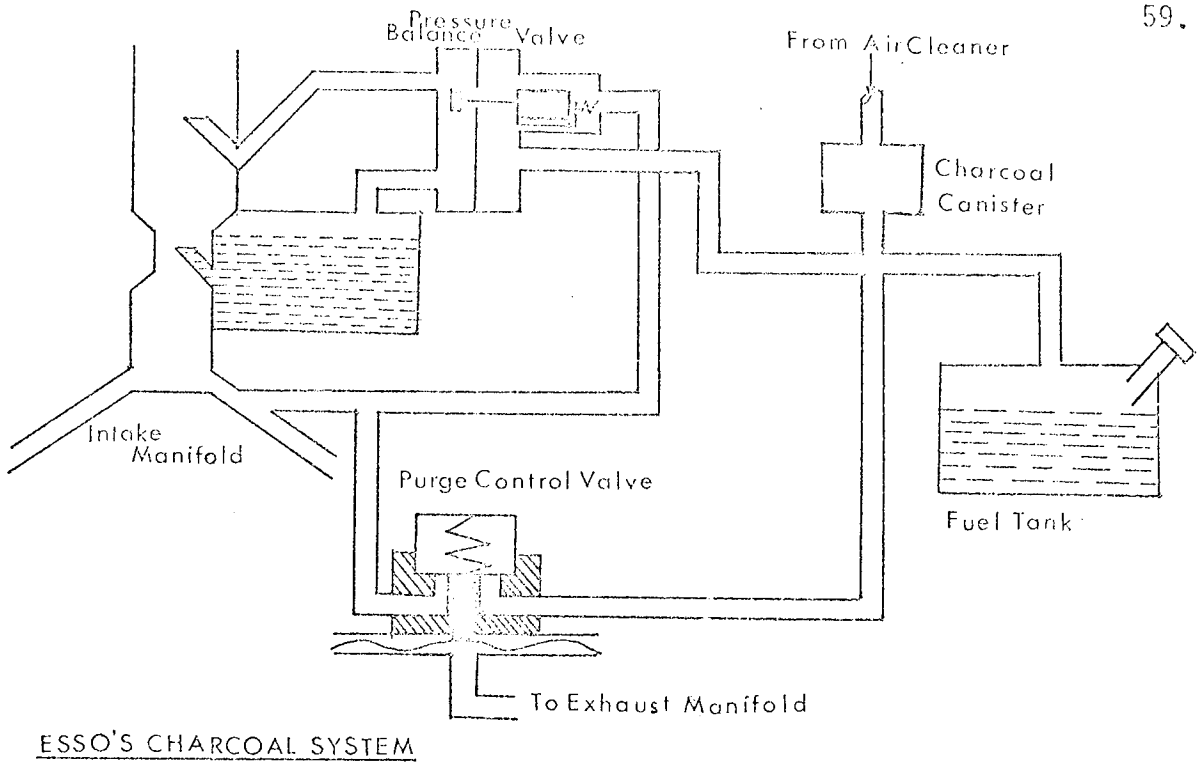 59.
Pressure
Balance Valve
From Air Cleaner
Charcoal
Canister
Intake
Manifold
Purge Control Valve
Fuel Tank
To Exhaust Manifold
ESSO'S CHARCOAL SYSTEM